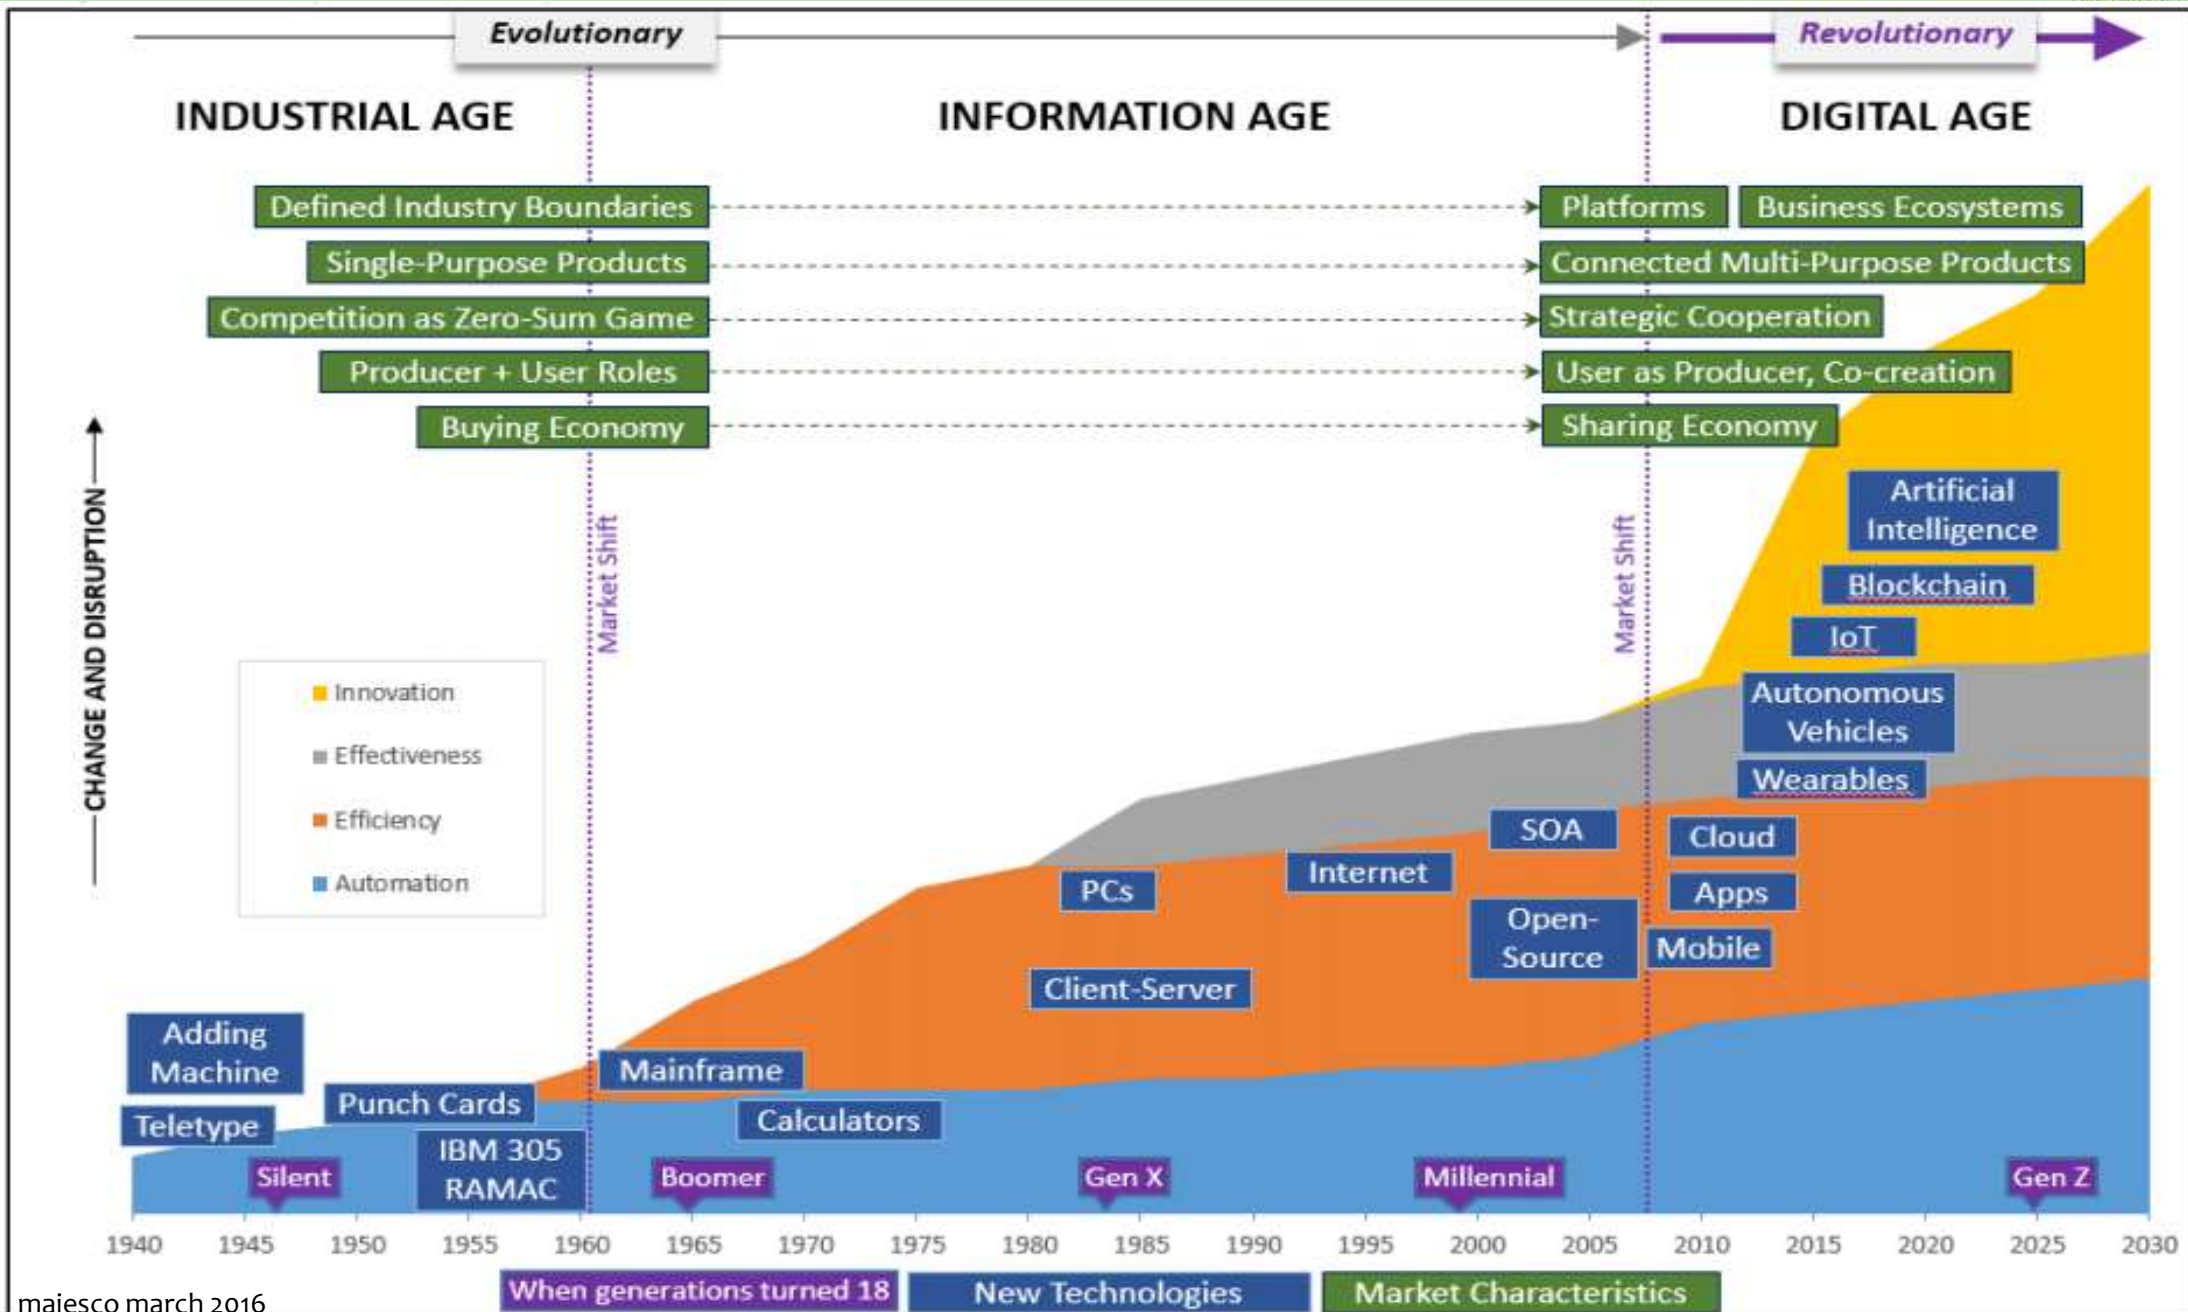 Evolutionary
Revolutionary
INDUSTRIAL AGE
INFORMATION AGE
DIGITAL AGE
Defined Industry Boundaries
Platforms
Business Ecosystems
Single-Purpose Products
Connected Multi-Purpose Products
Competition as Zero-Sum Game
Strategic Cooperation
Producer + User Roles
User as Producer, Co-creation
Buying Economy
Sharing Economy
CHANGE AND DISRUPTION
Market Shift
Market Shift
Artificial
Intelligence
Blockchain
IoT
Autonomous
Vehicles
Wearables
Innovation
Effectiveness
Efficiency
Automation
SOA
Cloud
Internet
PCs
Apps
Open-
Source
Mobile
Client-Server
Adding
Machine
Mainframe
Punch Cards
Teletype
Calculators
IBM 305
RAMAC
Silent
Boomer
Gen X
Millennial
Gen Z
1940 1945 1950 1955 1960 1965 1970 1975 1980 1985 1990 1995 2000 2005 2010 2015 2020 2025 2030
When generations turned 18
New Technologies
Market Characteristics
majesco march 2016